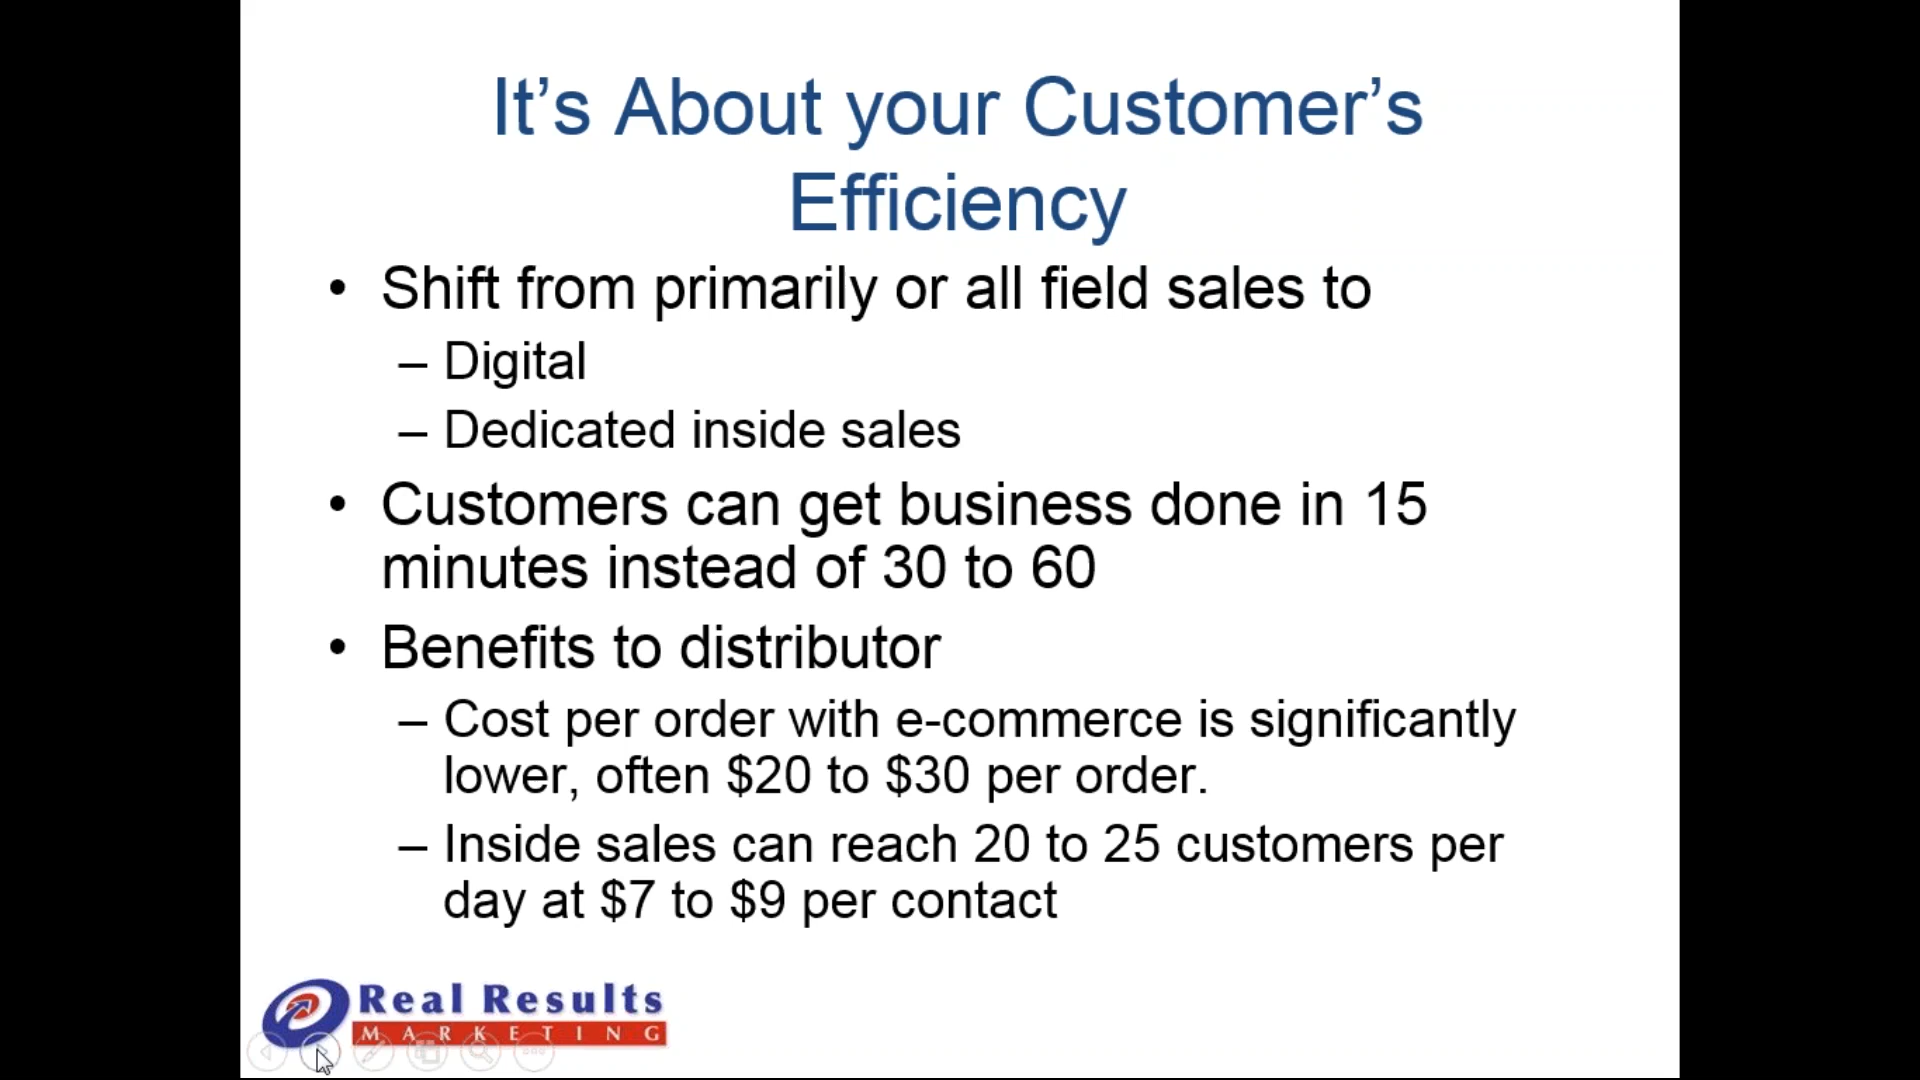 It’s About your Customer’s
Efficiency
• Shift from primarily or all field sales to
– Digital
– Dedicated inside sales
• Customers can get business done in 15
minutes instead of 30 to 60
• Benefits to distributor
– Cost per order with e-commerce is significantly
lower, often $20 to $30 per order.
– Inside sales can reach 20 to 25 customers per
day at $7 to $9 per contact
Real Results
MARKETING